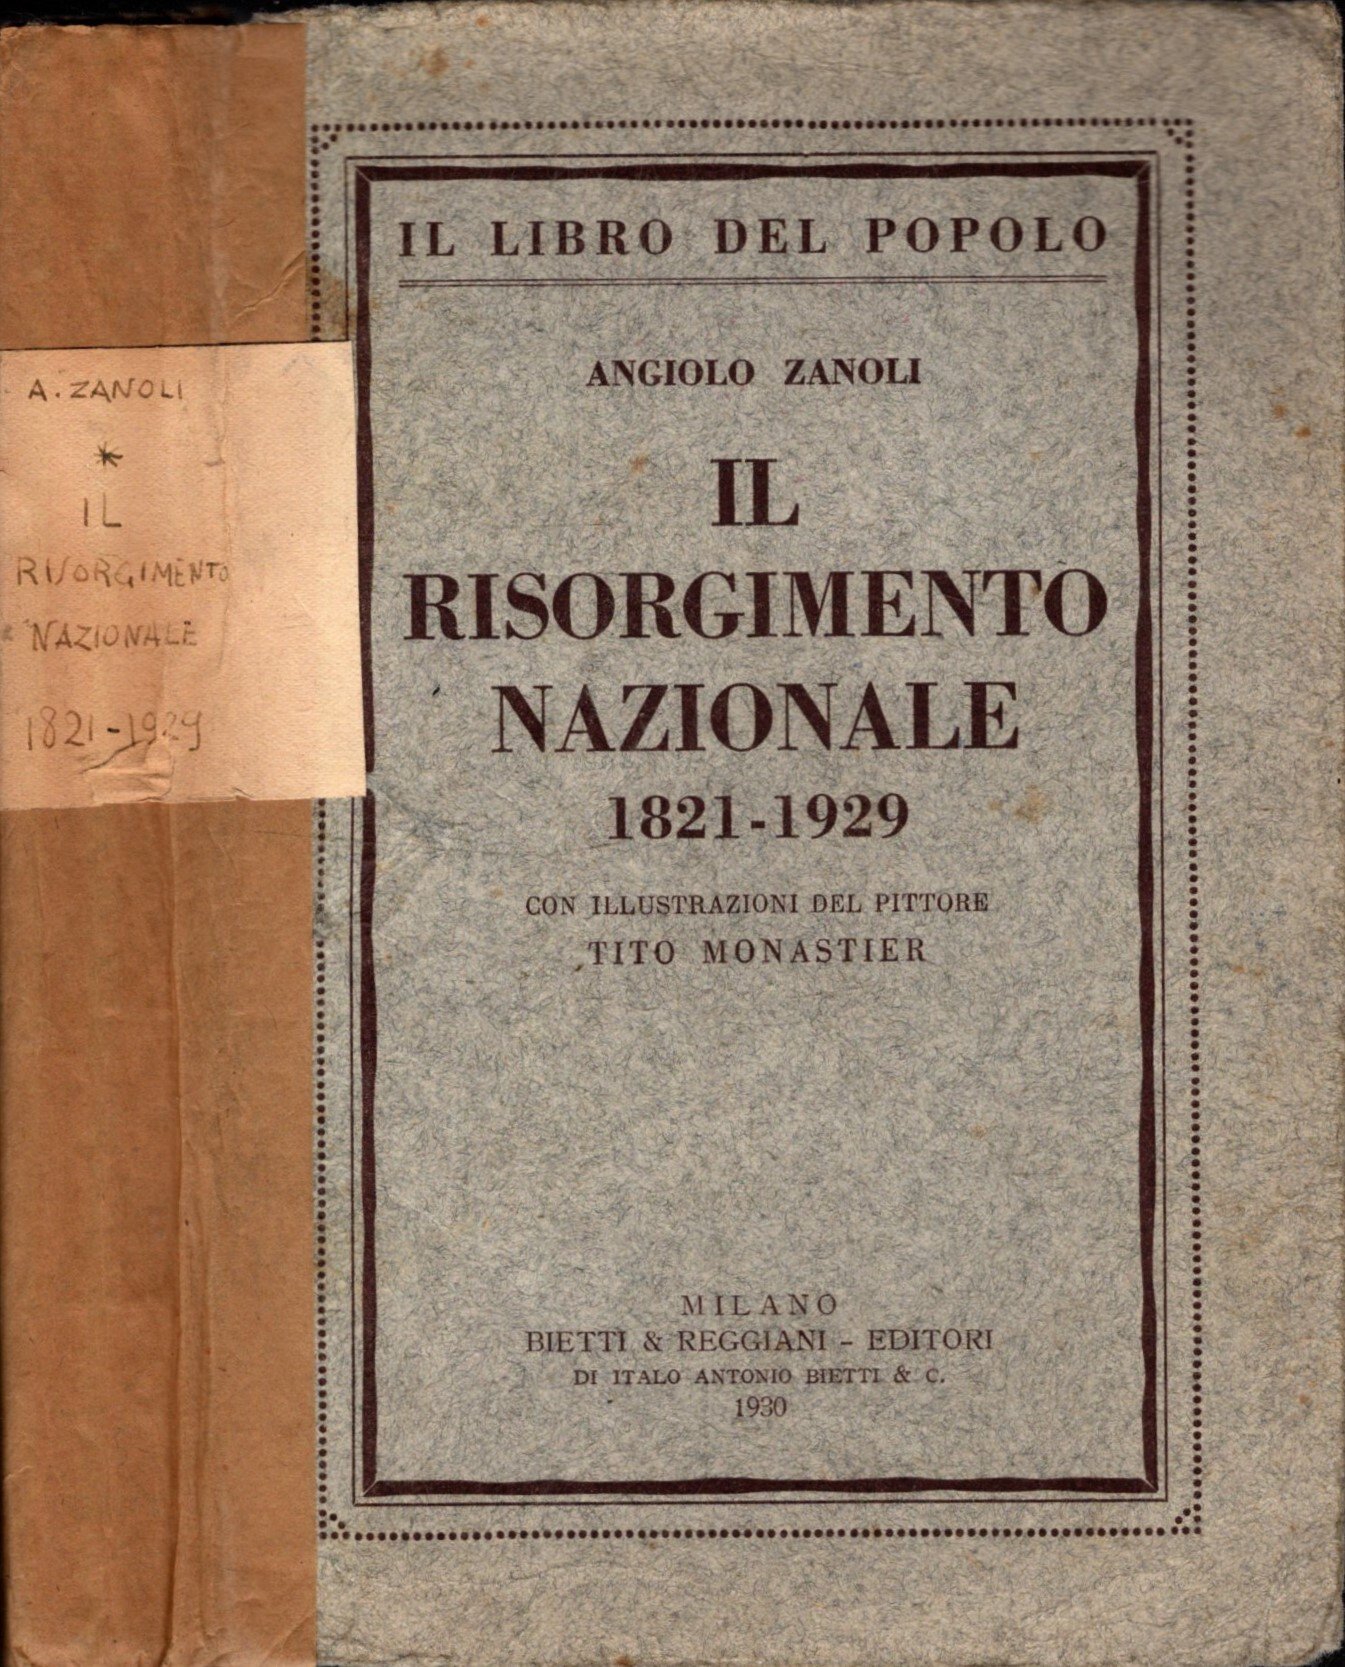 A. ZANOLI
*
IL
RISORGIMENTO
NAZIONALE
1821-1929
IL LIBRO DEL POPOLO
ANGIOLO ZANOLI
IL
RISORGIMENTO
NAZIONALE
1821-1929
CON ILLUSTRAZIONI DEL PITTORE
TITO MONASTIER
MILANO
BIETTI & REGGIANI - EDITORI
DI ITALO ANTONIO BIETTI & C.
1930